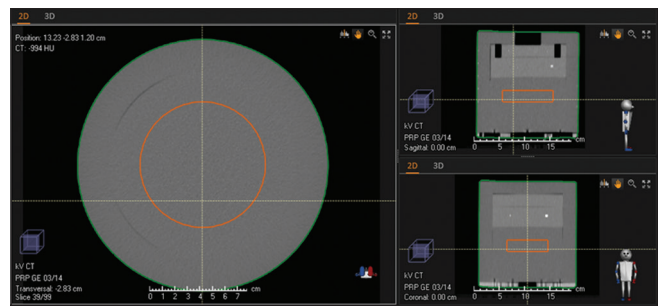 2D 3D
Position: 13.23 -2.83 1.20 cm
CT: -994 HU
kV CT
PRP GE 03/14
Transversal: -2.83 cm
Slice 39/99
0 1 2 3 4 5 6 7 cm
2D 3D
kV CT
PRP GE 03/14
Sagittal: 0.00 cm
0 5 10 15 cm
2D 3D
kV CT
PRP GE 03/14
Coronal: 0.00 cm
0 5 10 15 cm